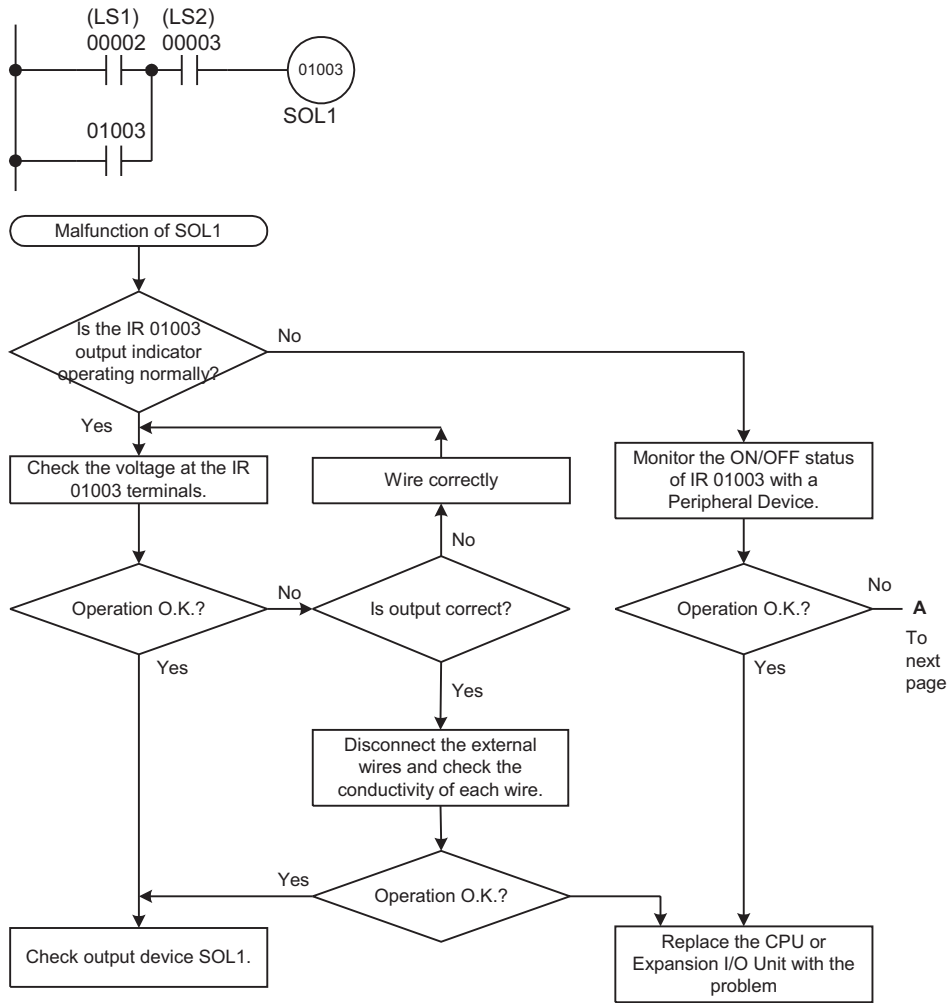 (LS1) (LS2)
00002 00003
01003
SOL1
01003
Malfunction of SOL1
Is the IR 01003
output indicator
operating normally?
No
Yes
Check the voltage at the IR
01003 terminals.
Wire correctly
Monitor the ON/OFF status
of IR 01003 with a
Peripheral Device.
No
Operation O.K.?
No
Is output correct?
Operation O.K.?
No
A
To
next
page
Yes
Yes
Yes
Disconnect the external
wires and check the
conductivity of each wire.
Yes
Operation O.K.?
Check output device SOL1.
Replace the CPU or
Expansion I/O Unit with the
problem